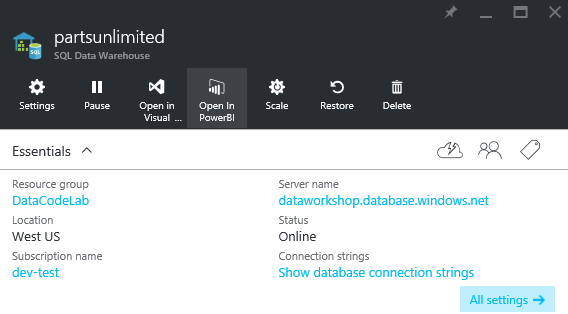 partsunlimited
SQL Data Warehouse
SQL
Settings
Pause
Open in
Visual ...
Open In
PowerBI
Scale
Restore
Delete
Essentials
Resource group
DataCodeLab
Server name
dataworkshop.database.windows.net
Location
West US
Status
Online
Subscription name
dev-test
Connection strings
Show database connection strings
All settings →